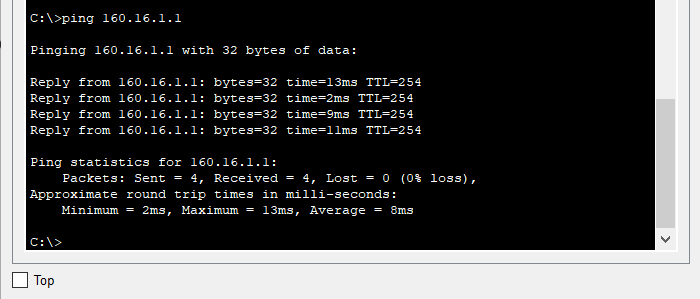 C:\>ping 160.16.1.1
Pinging 160.16.1.1 with 32 bytes of data:
Reply from 160.16.1.1: bytes=32 time=13ms TTL=254
Reply from 160.16.1.1: bytes=32 time=2ms TTL=254
Reply from 160.16.1.1: bytes=32 time=9ms TTL=254
Reply from 160.16.1.1: bytes=32 time=11ms TTL=254
Ping statistics for 160.16.1.1:
    Packets: Sent = 4, Received = 4, Lost = 0 (0% loss),
Approximate round trip times in milli-seconds:
    Minimum = 2ms, Maximum = 13ms, Average = 8ms
C:\>
Top